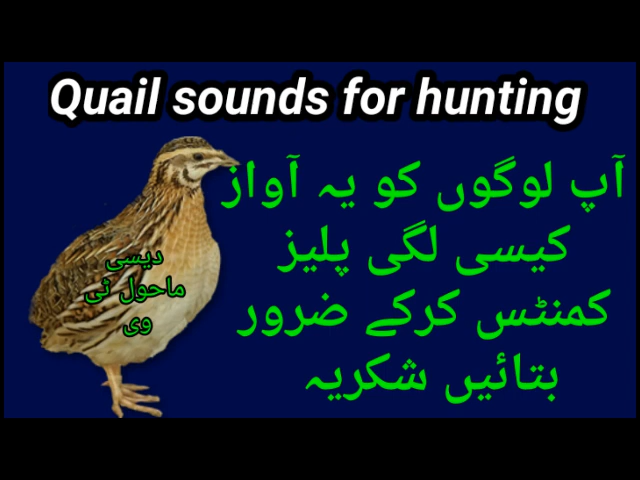 Quail sounds for hunting
آپ لوگوں کو یہ آواز
کیسی لگی پلیز
کمنٹس کرکے ضرور
بتائیں شکریہ
دیسی
ماحول ٹی
وی